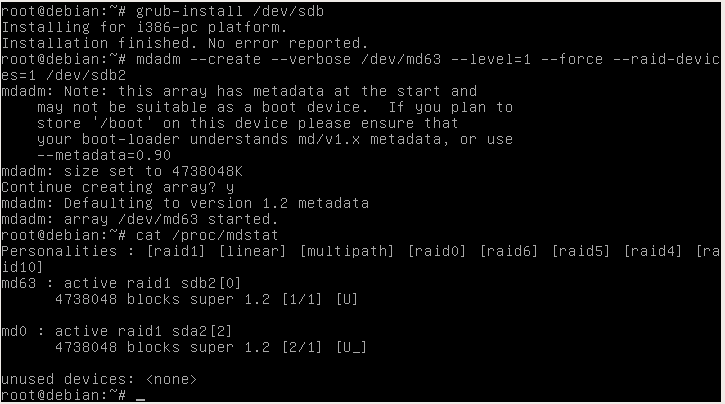 root@debian:~# grub-install /dev/sdb
Installing for i386-pc platform.
Installation finished. No error reported.
root@debian:~# mdadm --create --verbose /dev/md63 --level=1 --force --raid-devic
es=1 /dev/sdb2
mdadm: Note: this array has metadata at the start and
    may not be suitable as a boot device.  If you plan to
    store '/boot' on this device please ensure that
    your boot-loader understands md/v1.x metadata, or use
    --metadata=0.90
mdadm: size set to 4738048K
Continue creating array? y
mdadm: Defaulting to version 1.2 metadata
mdadm: array /dev/md63 started.
root@debian:~# cat /proc/mdstat
Personalities : [raid1] [linear] [multipath] [raid0] [raid6] [raid5] [raid4] [ra
id10]
md63 : active raid1 sdb2[0]
      4738048 blocks super 1.2 [1/1] [U]
md0 : active raid1 sda2[2]
      4738048 blocks super 1.2 [2/1] [U_]
unused devices: <none>
root@debian:~# _